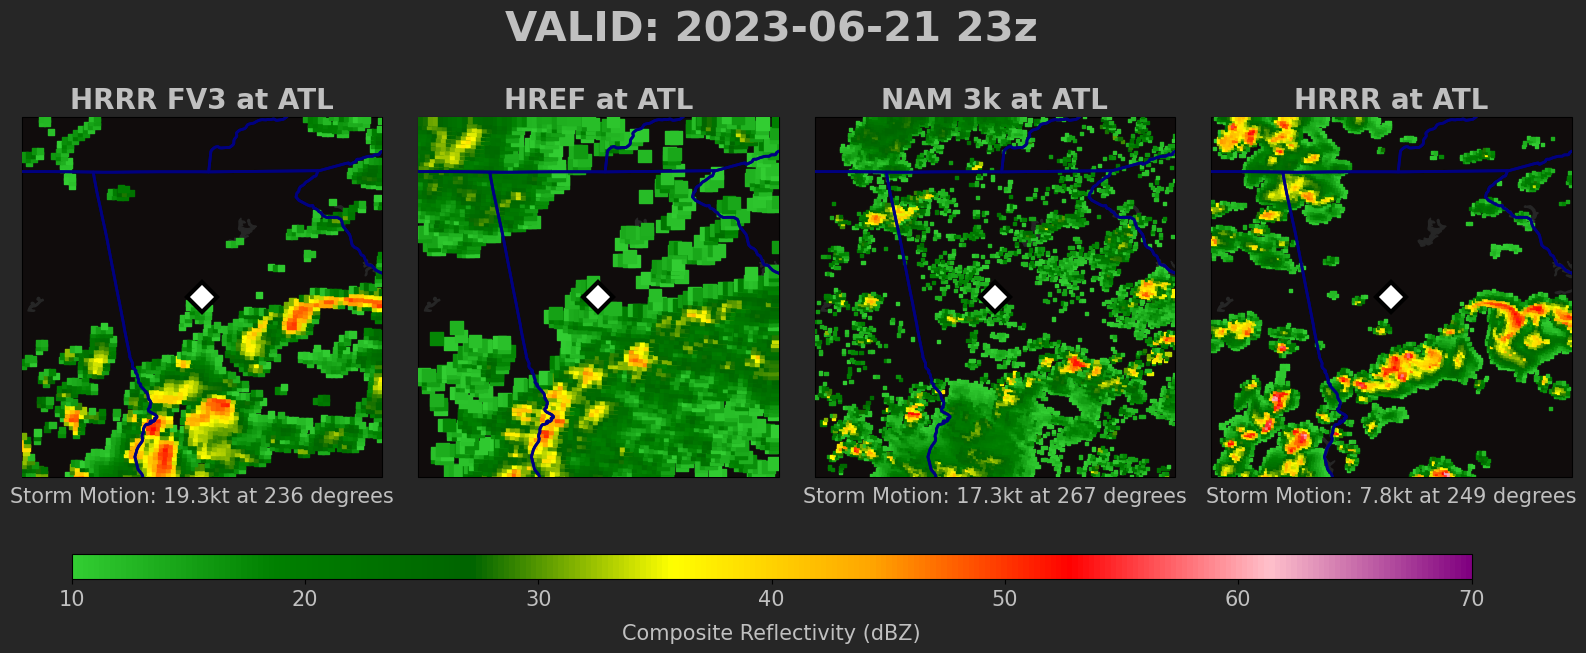 VALID: 2023-06-21 23z
HRRR FV3 at ATL
HREF at ATL
NAM 3k at ATL
HRRR at ATL
Storm Motion: 19.3kt at 236 degrees
Storm Motion: 17.3kt at 267 degrees
Storm Motion: 7.8kt at 249 degrees
10 20 30 40 50 60 70
Composite Reflectivity (dBZ)